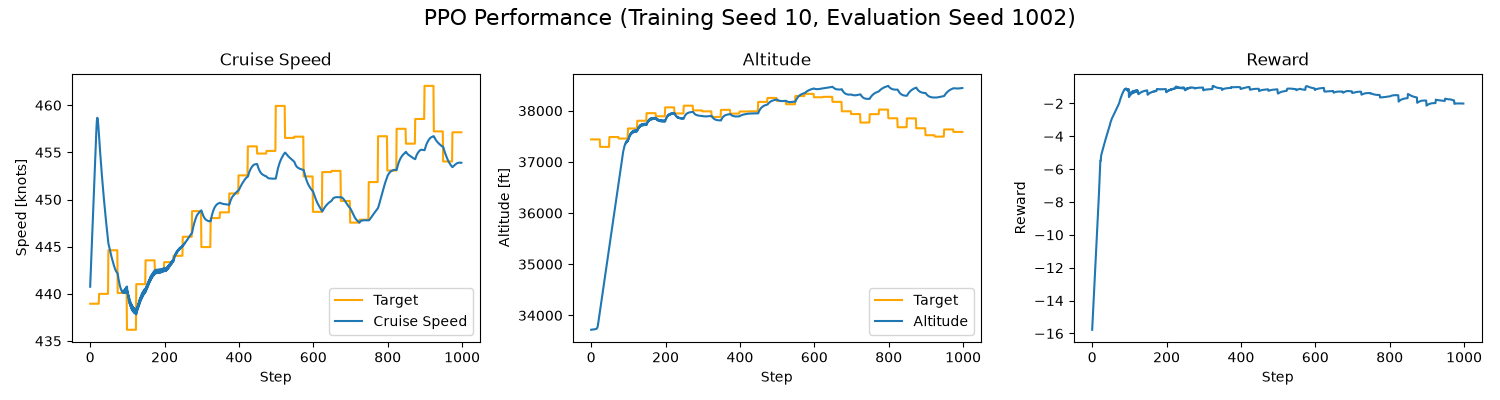 PPO Performance (Training Seed 10, Evaluation Seed 1002)
Cruise Speed
Speed [knots]
460
455
450
445
440
435
0 200 400 600 800 1000
Step
Target
Cruise Speed
Altitude
Altitude [ft]
38000
37000
36000
35000
34000
0 200 400 600 800 1000
Step
Target
Altitude
Reward
Reward
−2
−4
−6
−8
−10
−12
−14
−16
0 200 400 600 800 1000
Step